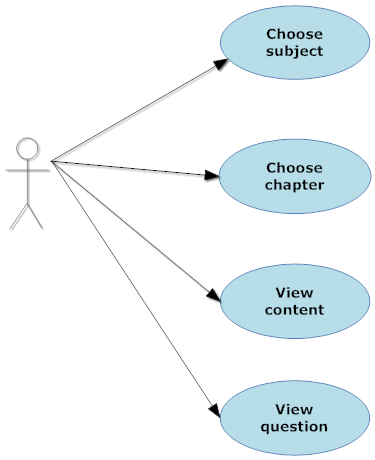 Choose
subject
Choose
chapter
View
content
View
question